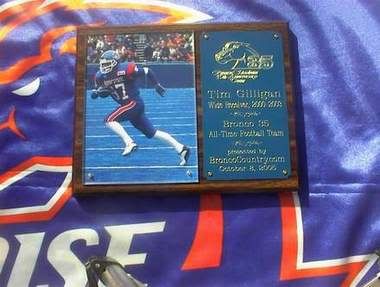 Tim Gilligan
Wide Receiver, 2000-2003
Bronco 35
All-Time Football Team
presented by
BroncoCountry.com
October 8, 2005
7
OISE